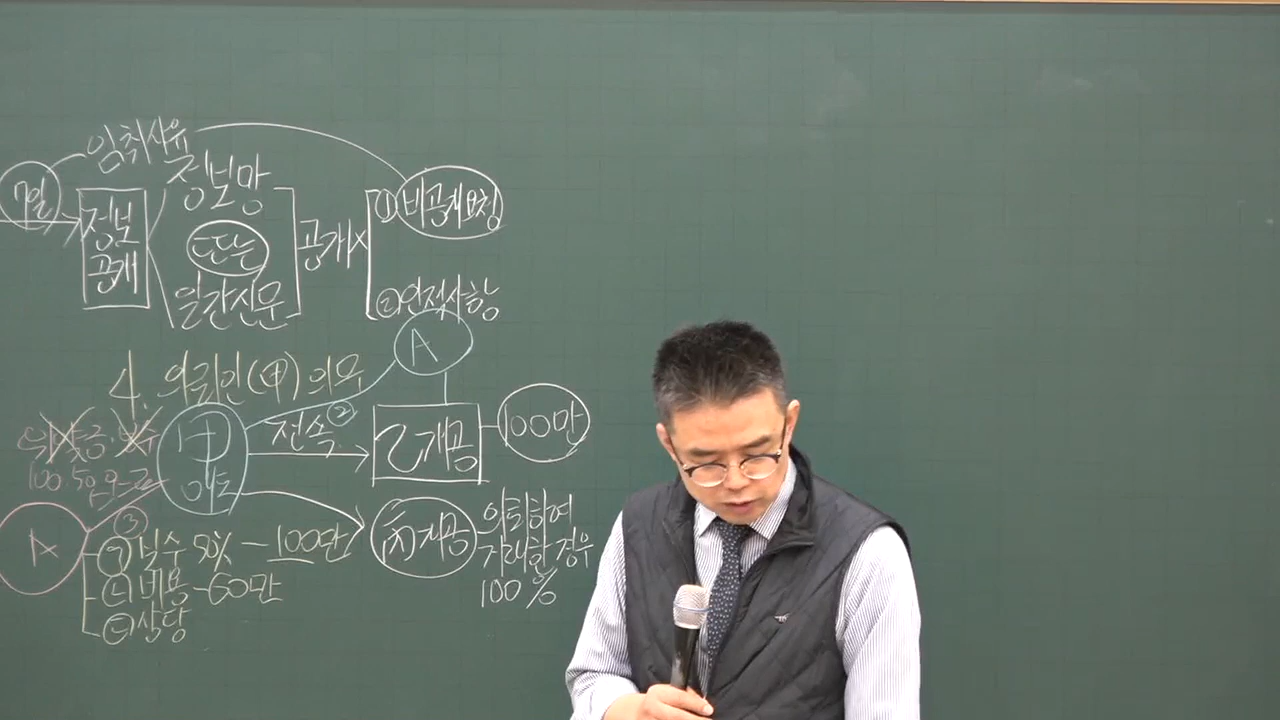 임취사유
7일
정보
공개
정보망
또는
일간신문
공개×
①비공개요청
②인적사항
A
4. 의뢰인(甲) 의무
전속 ②
乙개공
100만
甲
매도
100. 50. 으-크
A
③
㉠ 보수 50% - 100만
㉡ 비용 - 60만
㉢ 상당
丙개공
의뢰하여
거래한 경우
100%